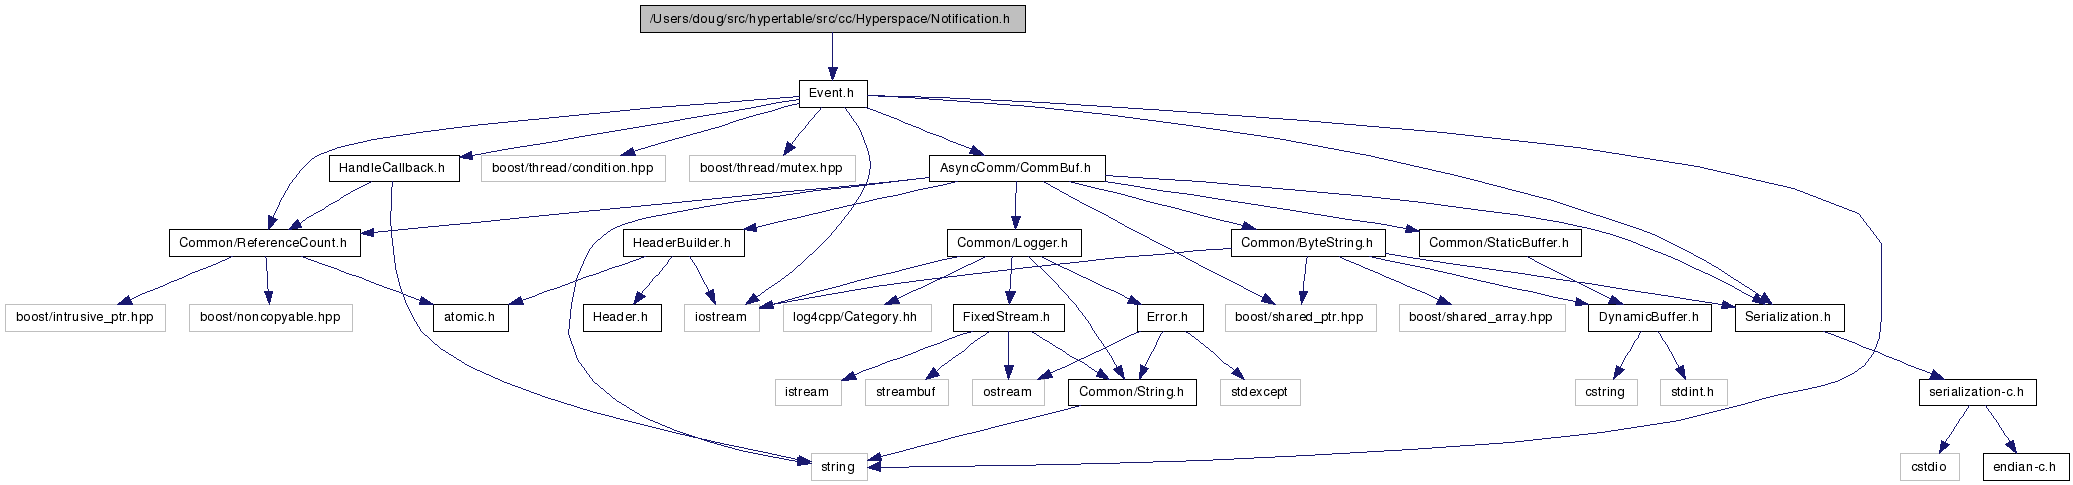 /Users/doug/src/hypertable/src/cc/Hyperspace/Notification.h
Event.h
HandleCallback.h
boost/thread/condition.hpp
boost/thread/mutex.hpp
AsyncComm/CommBuf.h
Common/ReferenceCount.h
HeaderBuilder.h
Common/Logger.h
Common/ByteString.h
Common/StaticBuffer.h
boost/intrusive_ptr.hpp
boost/noncopyable.hpp
atomic.h
Header.h
iostream
log4cpp/Category.hh
FixedStream.h
Error.h
boost/shared_ptr.hpp
boost/shared_array.hpp
DynamicBuffer.h
Serialization.h
istream
streambuf
ostream
Common/String.h
stdexcept
cstring
stdint.h
serialization-c.h
string
cstdio
endian-c.h